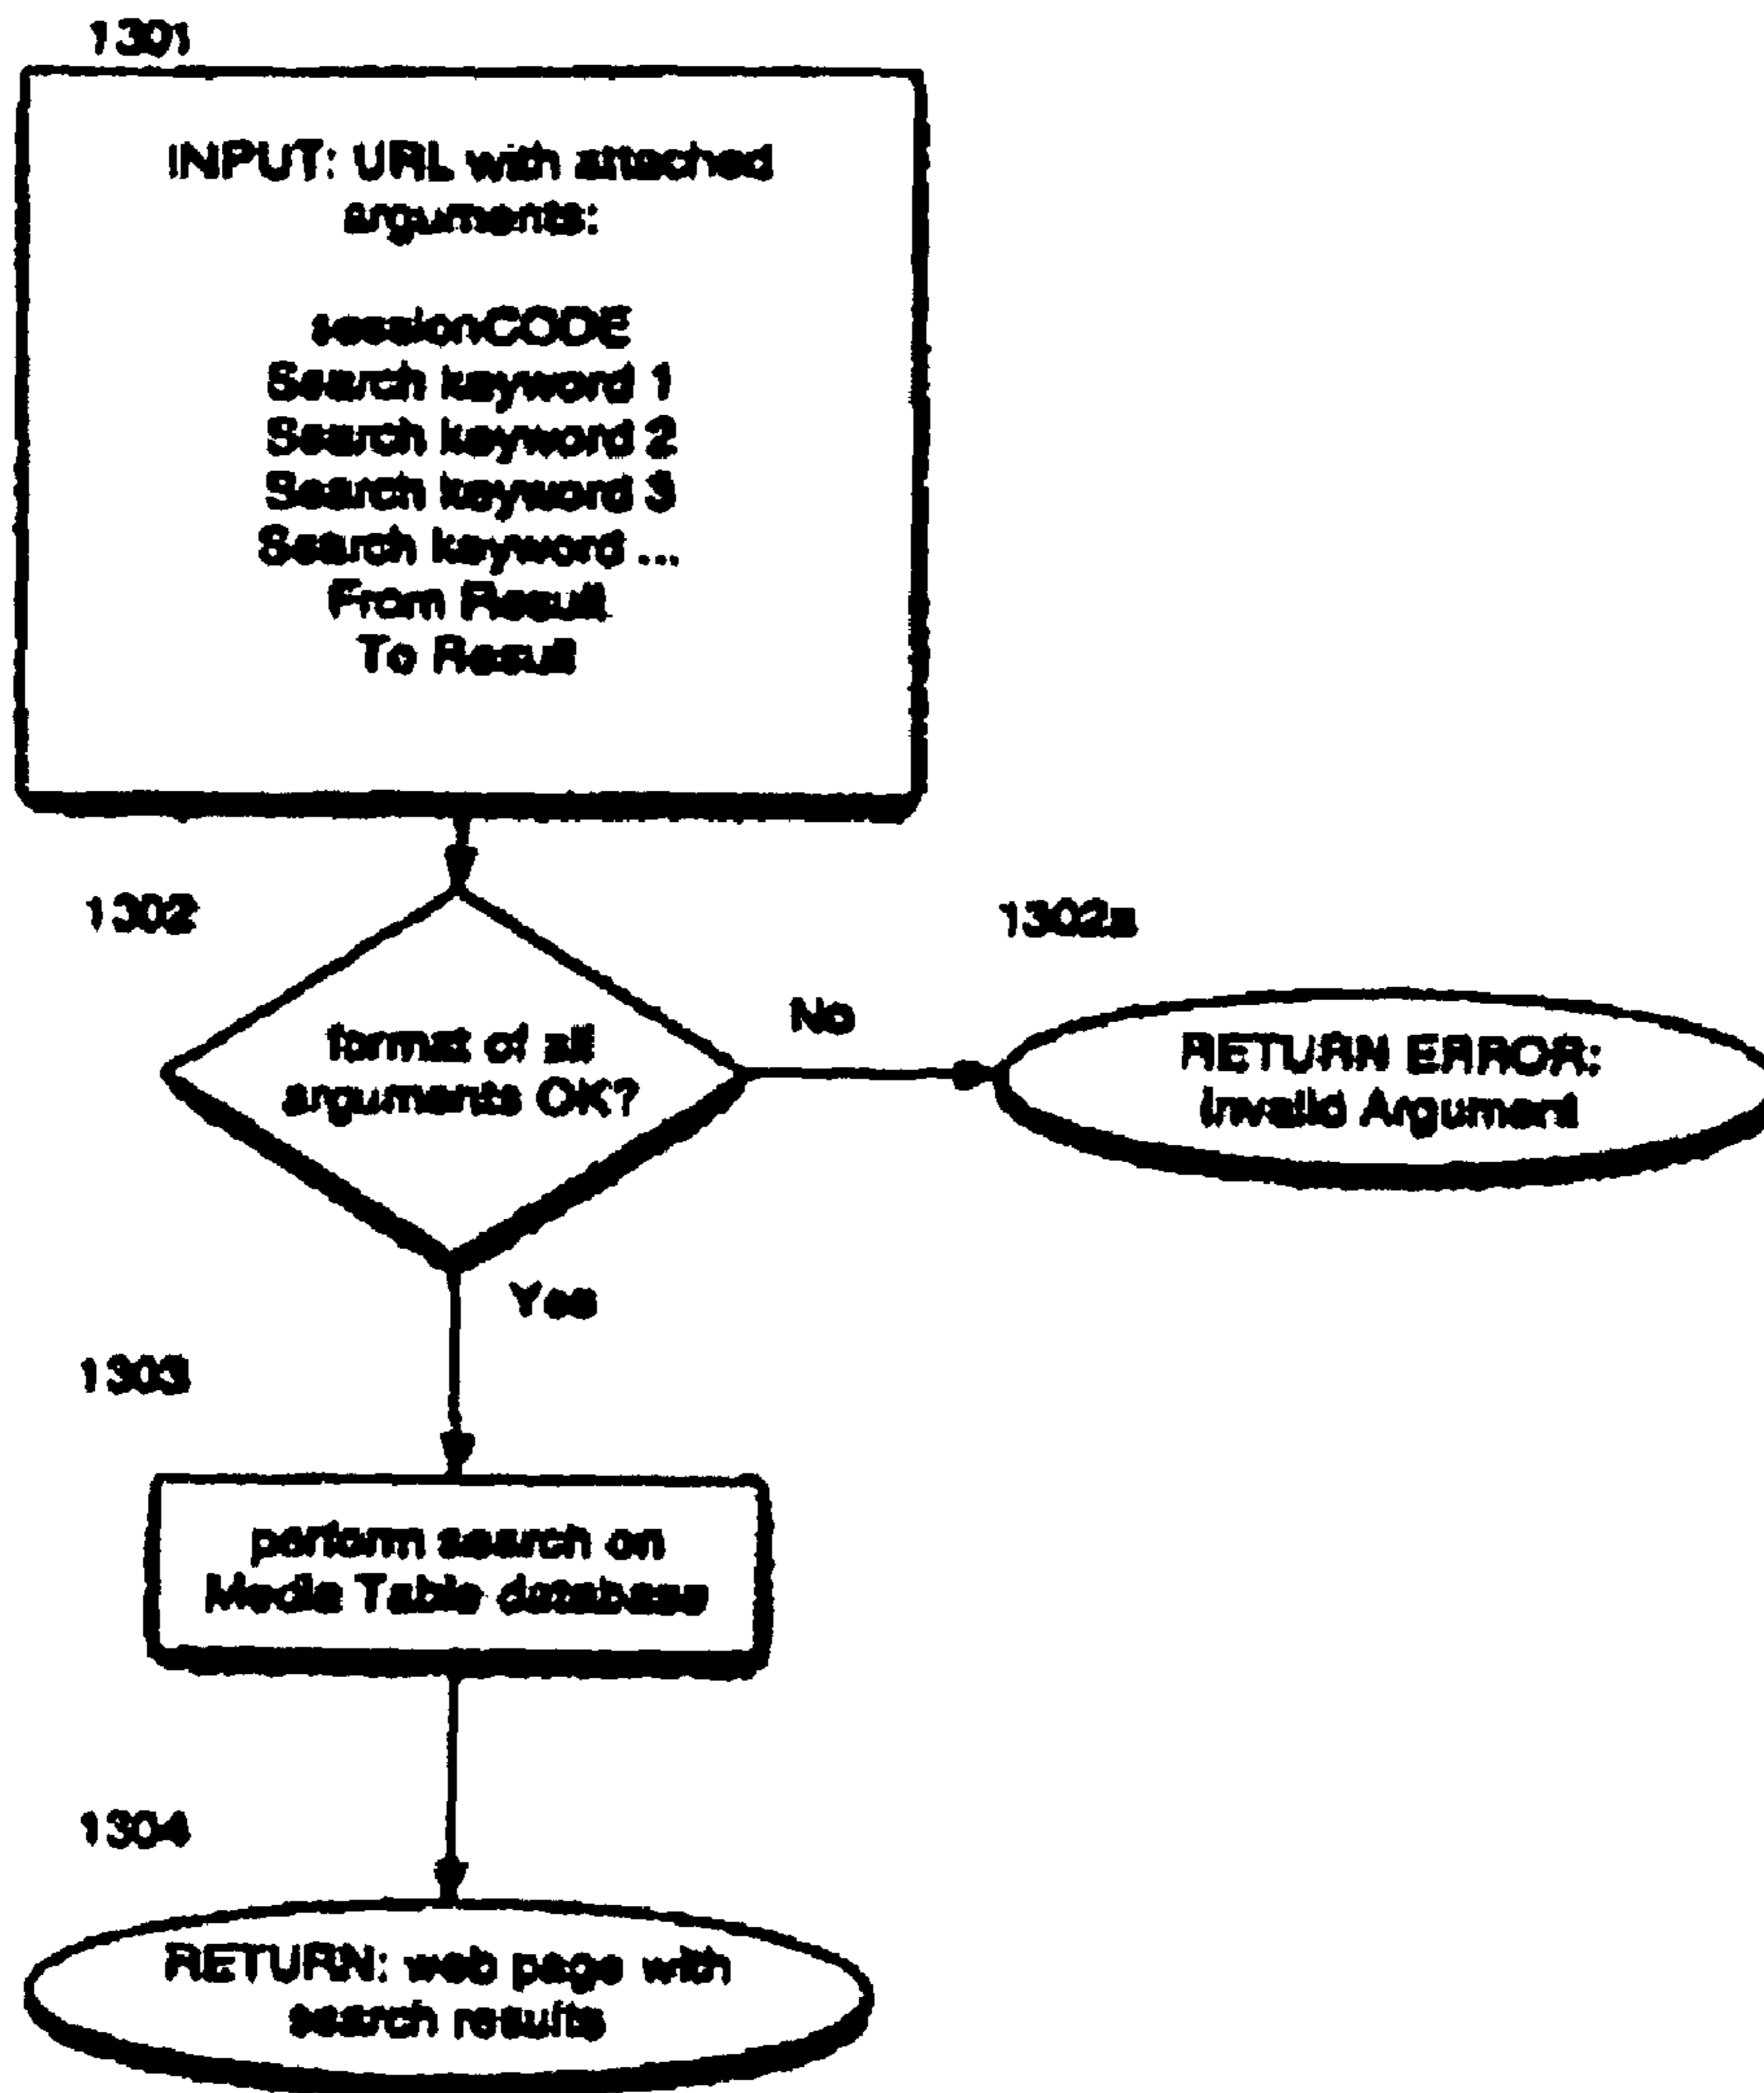 1301
INPUT: URL with attached
arguments:
sessionCODE
Search keyword 1
Search keyword 2
Search keyword 3
Search keyword ...
From Result
To Result
1302
1302a
No
format of all
arguments OK?
RETURN ERROR:
Invalid Argument
Yes
1303
perform search on
Media Table database
1304
RETURN: web page with
search results